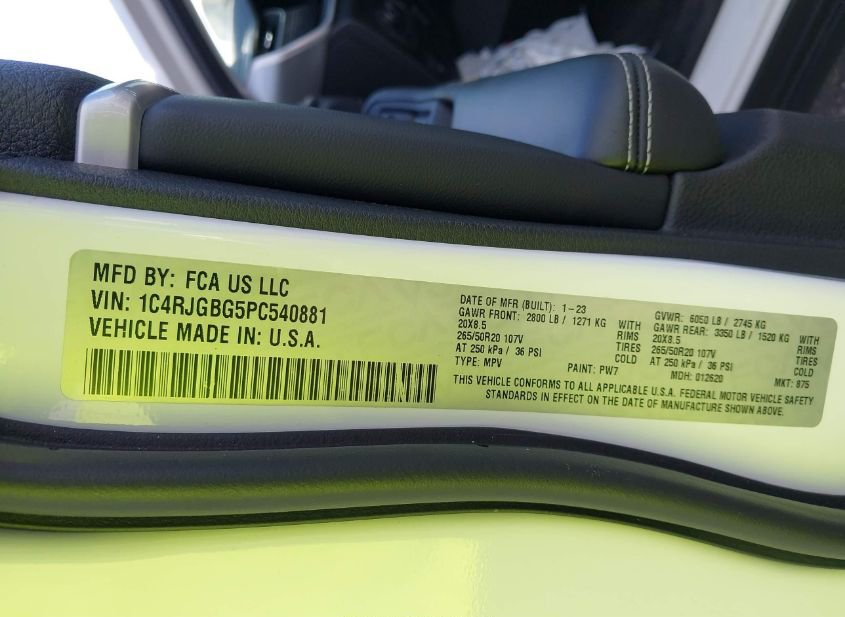 MFD BY: FCA US LLC
VIN: 1C4RJGBG5PC540881
VEHICLE MADE IN: U.S.A.
DATE OF MFR (BUILT): 1-23
GAWR FRONT: 2800 LB / 1271 KG WITH
20X8.5 RIMS
265/50R20 107V TIRES
AT 250 kPa / 36 PSI COLD
TYPE: MPV PAINT: PW7
GVWR: 6050 LB / 2745 KG
GAWR REAR: 3350 LB / 1520 KG WITH
20X8.5 RIMS
265/50R20 107V TIRES
AT 250 kPa / 36 PSI COLD
MDH: 012620 MKT: 875
THIS VEHICLE CONFORMS TO ALL APPLICABLE U.S.A. FEDERAL MOTOR VEHICLE SAFETY
STANDARDS IN EFFECT ON THE DATE OF MANUFACTURE SHOWN ABOVE.